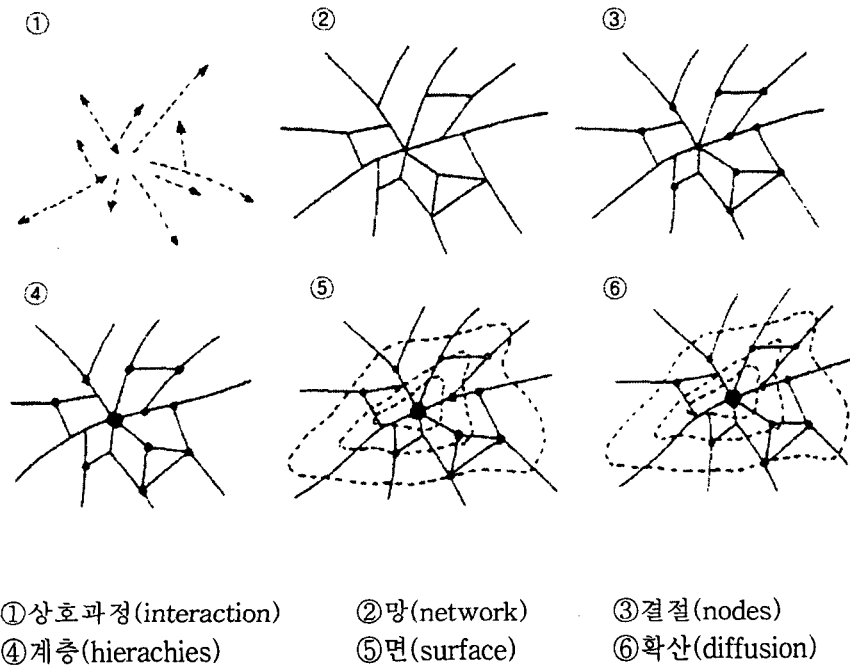 ① ② ③
④ ⑤ ⑥
①상호과정(interaction) ②망(network) ③결절(nodes)
④계층(hierachies) ⑤면(surface) ⑥확산(diffusion)